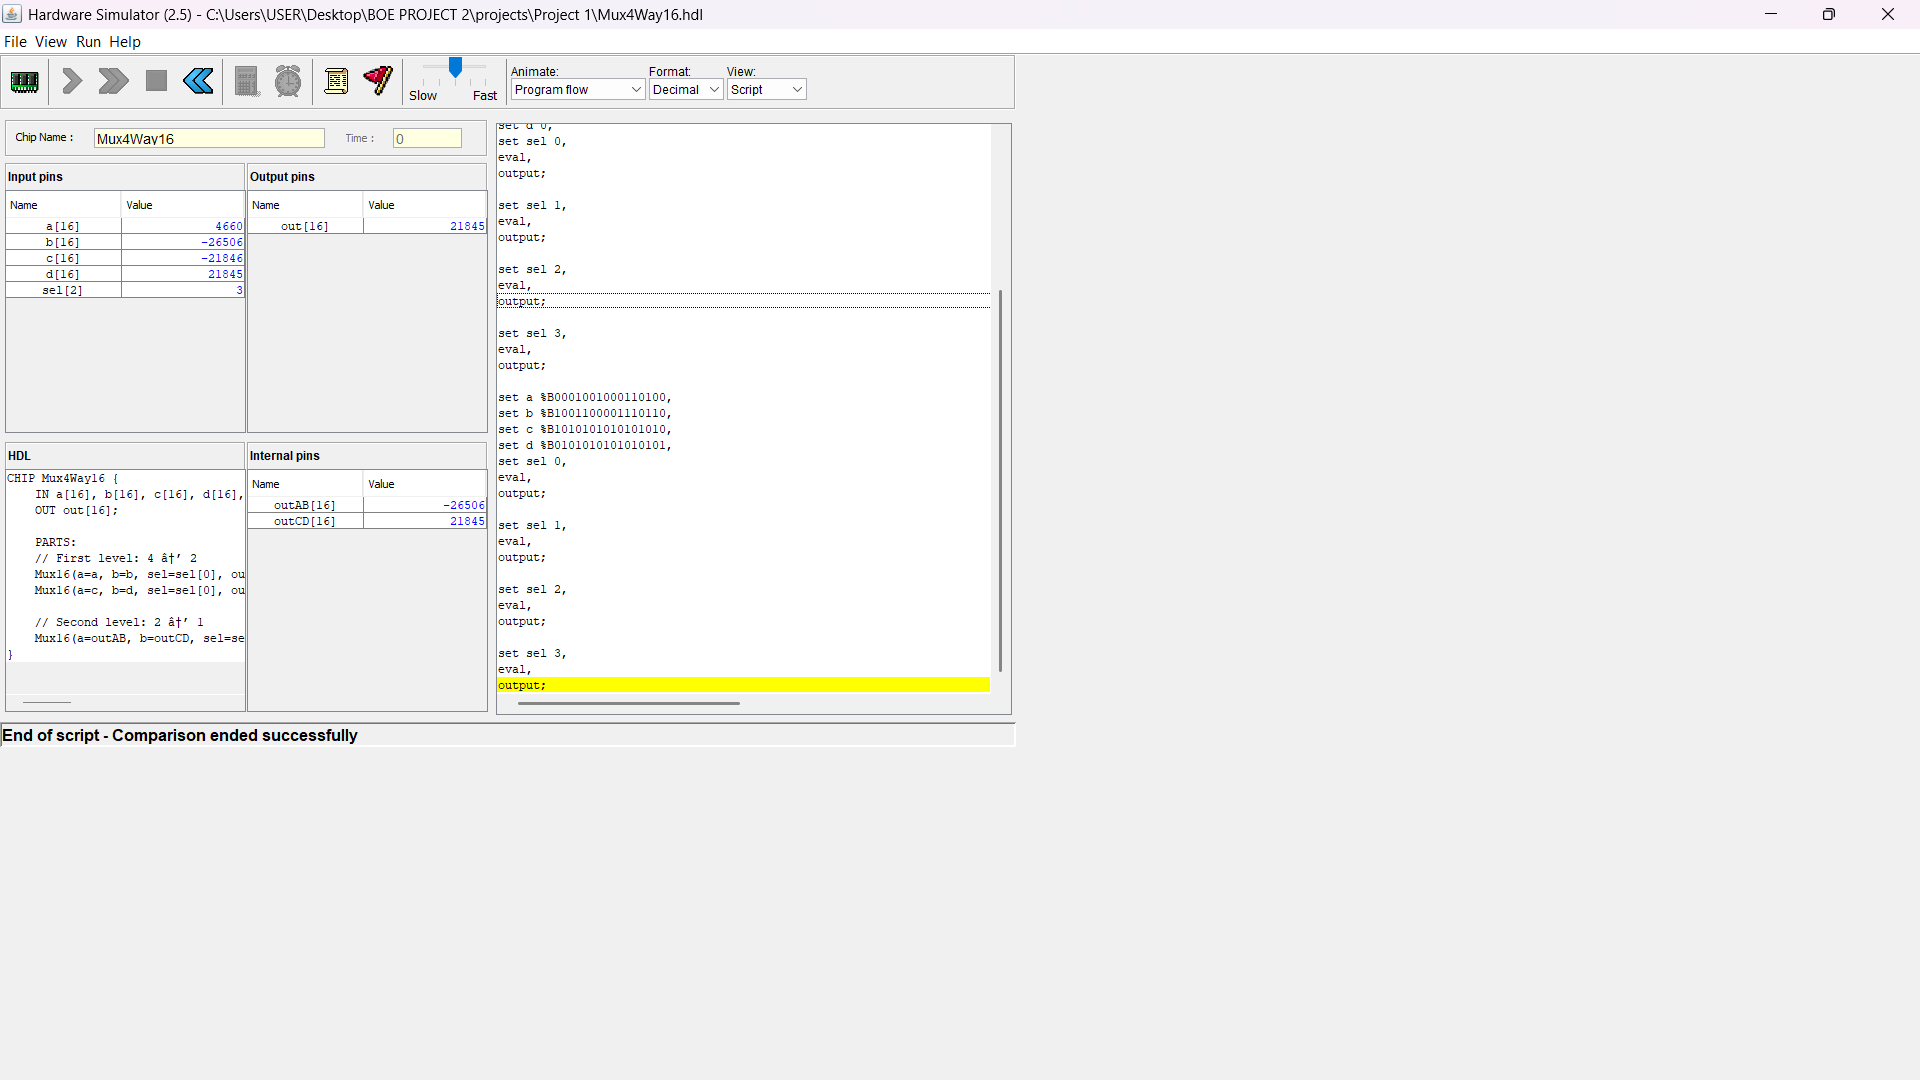 Hardware Simulator (2.5) - C:\Users\USER\Desktop\BOE PROJECT 2\projects\Project 1\Mux4Way16.hdl
File View Run Help
Slow Fast
Animate: Format: View:
Program flow Decimal Script
Chip Name : Mux4Way16 Time : 0
Input pins
Name Value
a[16] 4660
b[16] -26506
c[16] -21846
d[16] 21845
sel[2] 3
Output pins
Name Value
out[16] 21845
HDL
CHIP Mux4Way16 {
IN a[16], b[16], c[16], d[16],
OUT out[16];
PARTS:
// First level: 4 â†’ 2
Mux16(a=a, b=b, sel=sel[0], ou
Mux16(a=c, b=d, sel=sel[0], ou
// Second level: 2 â†’ 1
Mux16(a=outAB, b=outCD, sel=se
}
Internal pins
Name Value
outAB[16] -26506
outCD[16] 21845
set d 0,
set sel 0,
eval,
output;
set sel 1,
eval,
output;
set sel 2,
eval,
output;
set sel 3,
eval,
output;
set a %B0001001000110100,
set b %B1001100001110110,
set c %B1010101010101010,
set d %B0101010101010101,
set sel 0,
eval,
output;
set sel 1,
eval,
output;
set sel 2,
eval,
output;
set sel 3,
eval,
output;
End of script - Comparison ended successfully